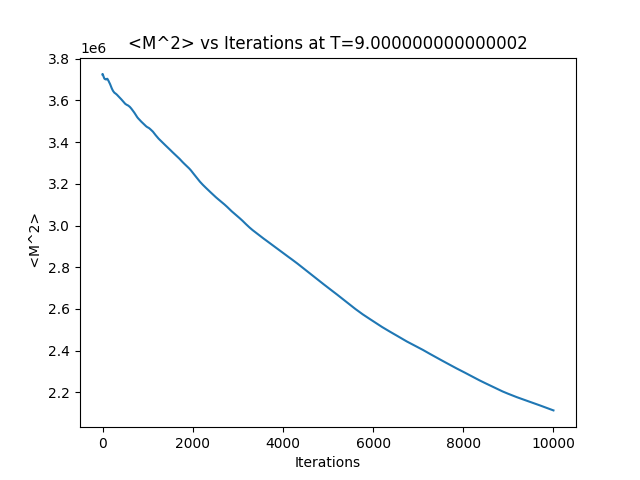 <M^2> vs Iterations at T=9.000000000000002
1e6
3.8
3.6
3.4
3.2
3.0
2.8
2.6
2.4
2.2
<M^2>
0 2000 4000 6000 8000 10000
Iterations